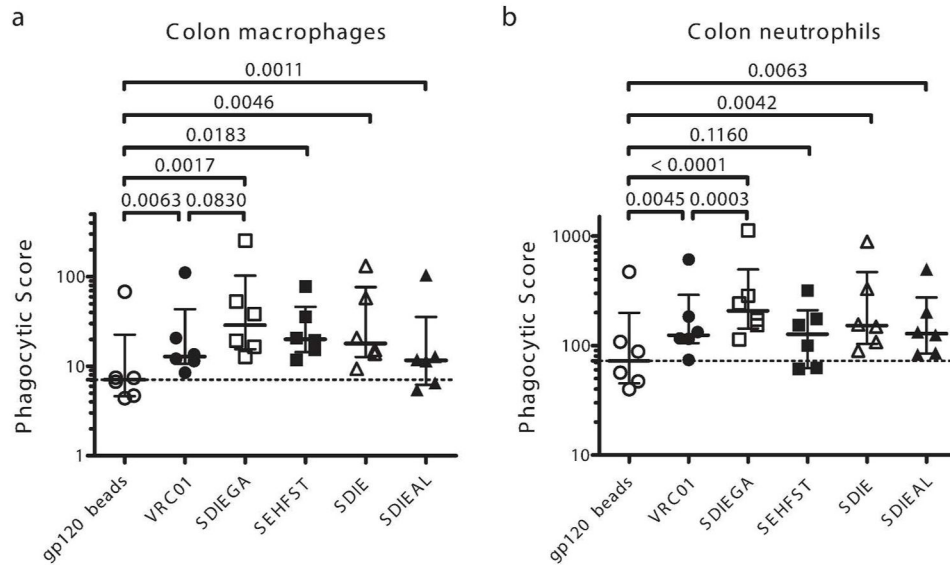 a
Colon macrophages
0.0011
0.0046
0.0183
0.0017
0.0063 0.0830
Phagocytic Score
100
10
1
gp120 beads
VRC01
SDIEGA
SEHFST
SDIE
SDIEAL
b
Colon neutrophils
0.0063
0.0042
0.1160
< 0.0001
0.0045 0.0003
Phagocytic Score
1000
100
10
gp120 beads
VRC01
SDIEGA
SEHFST
SDIE
SDIEAL